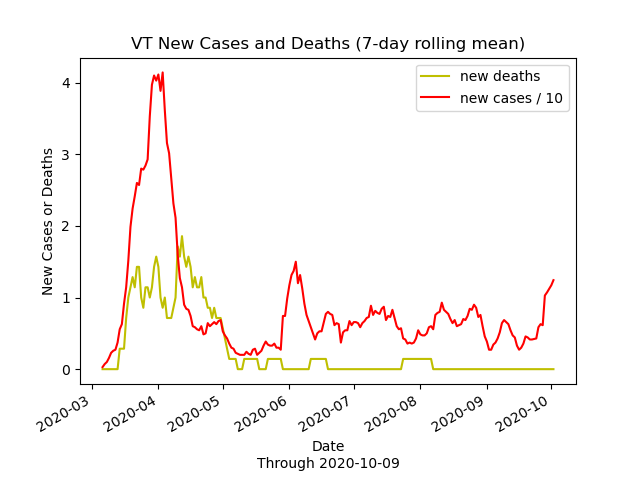 VT New Cases and Deaths (7-day rolling mean)
new deaths
new cases / 10
New Cases or Deaths
4
3
2
1
0
2020-03
2020-04
2020-05
2020-06
2020-07
2020-08
2020-09
2020-10
Date
Through 2020-10-09